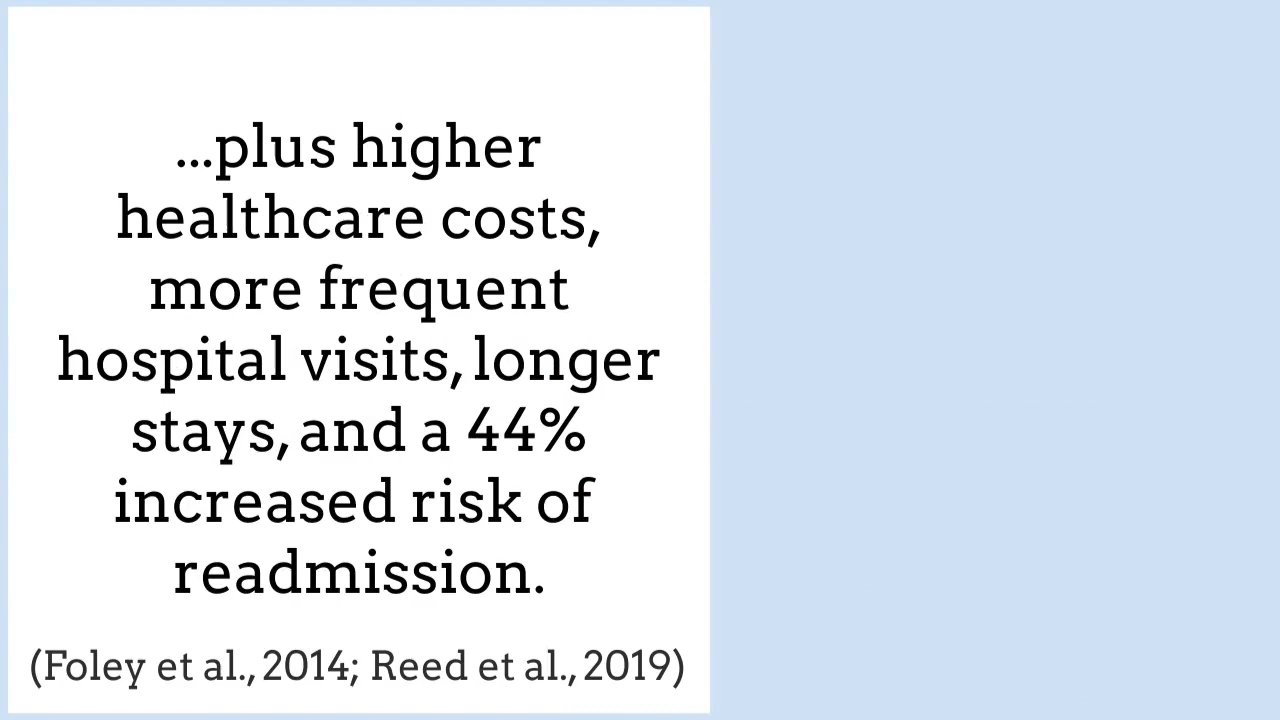 ...plus higher
healthcare costs,
more frequent
hospital visits, longer
stays, and a 44%
increased risk of
readmission.
(Foley et al., 2014; Reed et al., 2019)